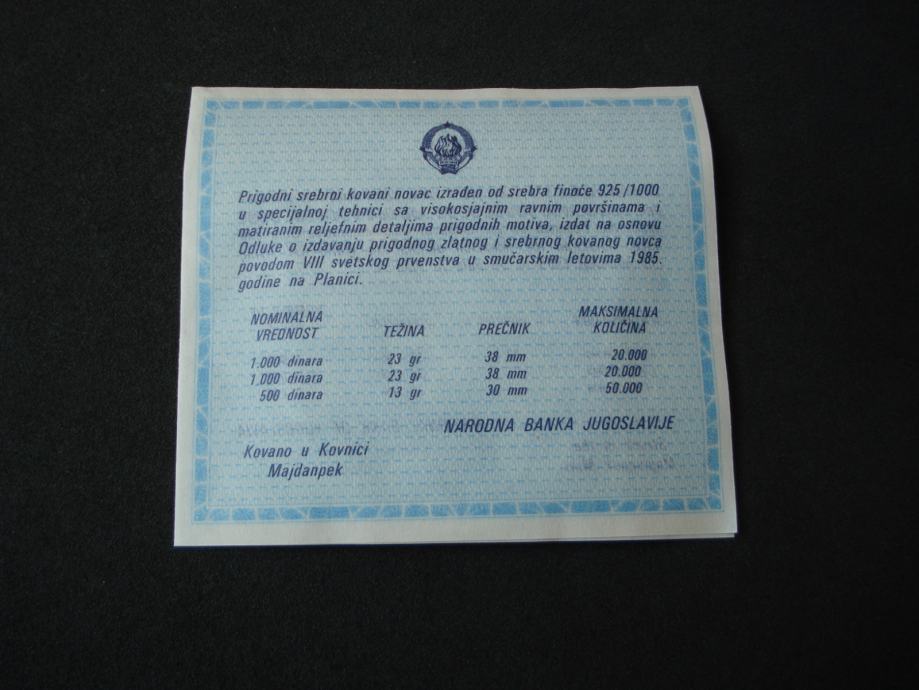 Prigodni srebrni kovani novac izrađen od srebra finoće 925/1000
u specijalnoj tehnici sa visokosjajnim ravnim površinama i
matiranim reljefnim detaljima prigodnih motiva, izdat na osnovu
Odluke o izdavanju prigodnog zlatnog i srebrnog kovanog novca
povodom VIII svetskog prvenstva u smučarskim letovima 1985.
godine na Planici.
NOMINALNA VREDNOST TEŽINA PREČNIK MAKSIMALNA KOLIČINA
1.000 dinara 23 gr 38 mm 20.000
1.000 dinara 23 gr 38 mm 20.000
500 dinara 13 gr 30 mm 50.000
NARODNA BANKA JUGOSLAVIJE
Kovano u Kovnici
Majdanpek